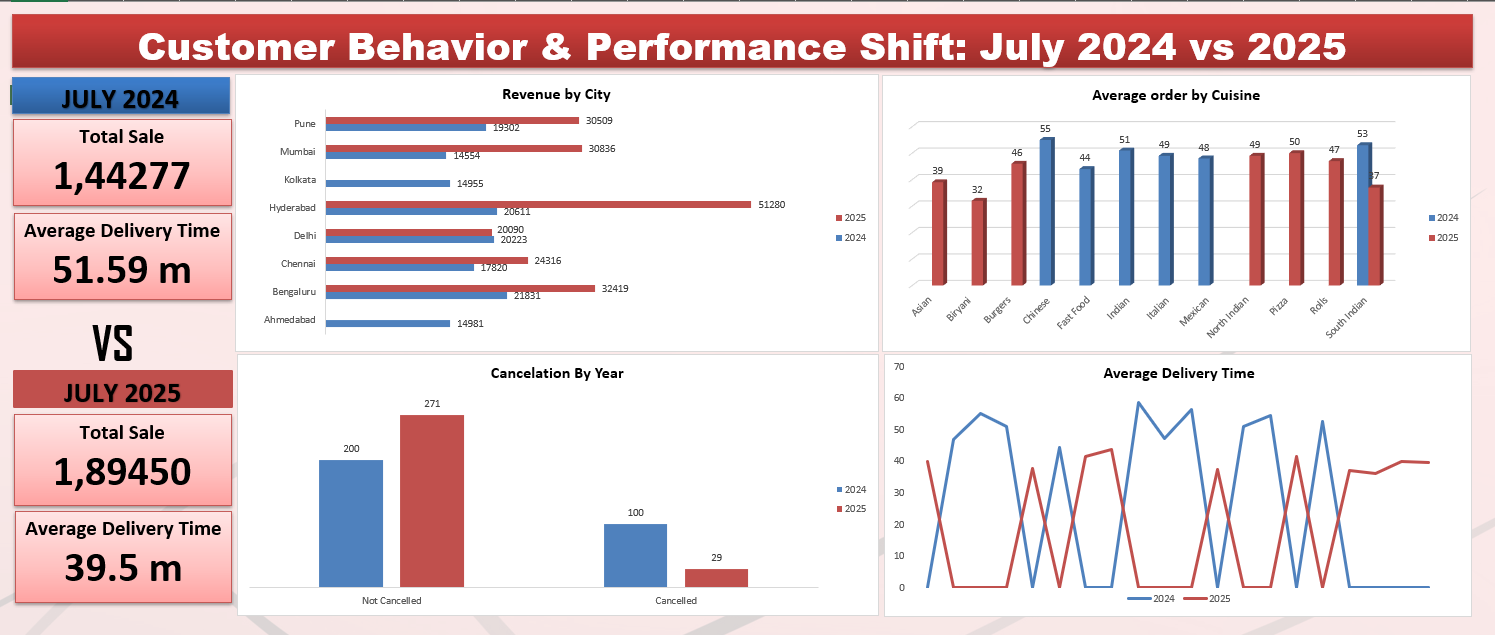 Customer Behavior & Performance Shift: July 2024 vs 2025
JULY 2024
Total Sale
1,44277
Average Delivery Time
51.59 m
VS
JULY 2025
Total Sale
1,89450
Average Delivery Time
39.5 m
Revenue by City
Pune
30509
19302
Mumbai
30836
14554
Kolkata
14955
Hyderabad
51280
20611
Delhi
20090
20223
Chennai
24316
17820
Bengaluru
32419
21831
Ahmedabad
14981
2025
2024
Average order by Cuisine
39
32
46
55
44
51
49
48
49
50
47
53
37
Asian
Biryani
Burgers
Chinese
Fast Food
Indian
Italian
Mexican
North Indian
Pizza
Rolls
South Indian
2024
2025
Cancelation By Year
200
271
100
29
Not Cancelled
Cancelled
2024
2025
Average Delivery Time
70
60
50
40
30
20
10
0
2024
2025